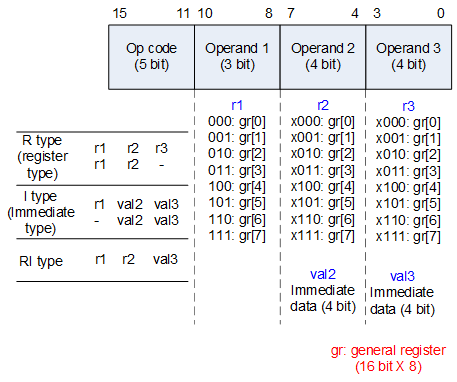 15 11 10 8 7 4 3 0
Op code Operand 1 Operand 2 Operand 3
(5 bit) (3 bit) (4 bit) (4 bit)
r1 r2 r3
000: gr[0] x000: gr[0] x000: gr[0]
001: gr[1] x001: gr[1] x001: gr[1]
010: gr[2] x010: gr[2] x010: gr[2]
011: gr[3] x011: gr[3] x011: gr[3]
100: gr[4] x100: gr[4] x100: gr[4]
101: gr[5] x101: gr[5] x101: gr[5]
110: gr[6] x110: gr[6] x110: gr[6]
111: gr[7] x111: gr[7] x111: gr[7]
R type
(register
type)
r1 r2 r3
r1 r2 -
I type
(Immediate
type)
r1 val2 val3
- val2 val3
RI type r1 r2 val3
val2 val3
Immediate Immediate
data (4 bit) data (4 bit)
gr: general register
(16 bit X 8)